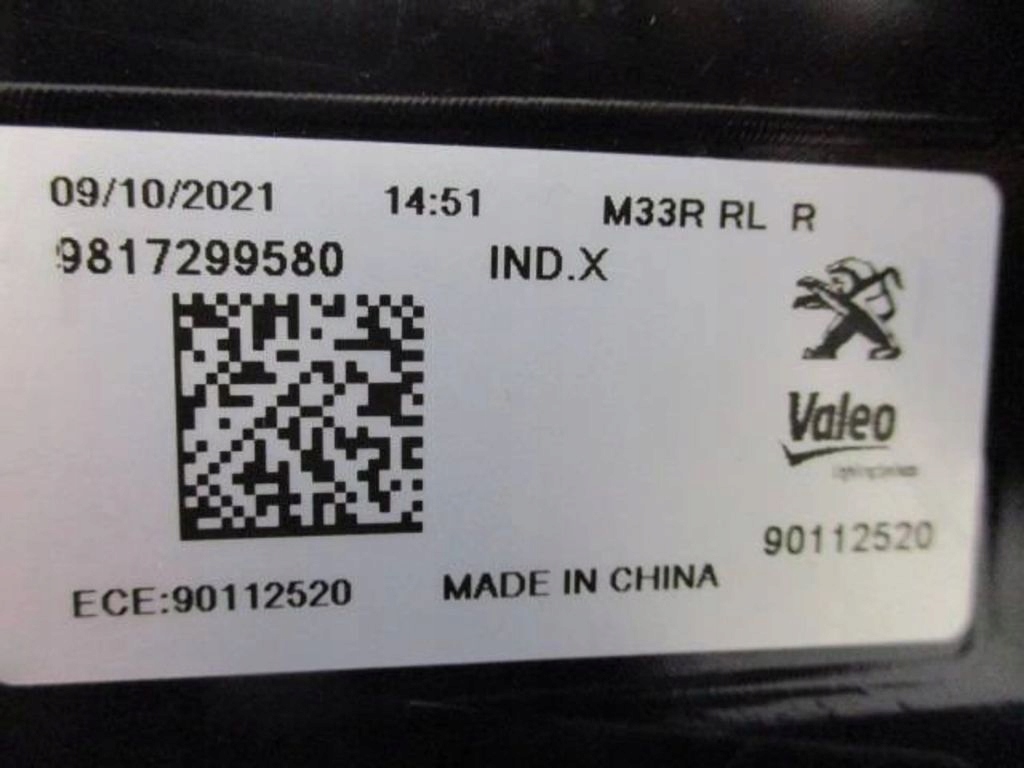 09/10/2021 14:51 M33R RL R
9817299580 IND.X
Valeo
90112520
ECE:90112520 MADE IN CHINA